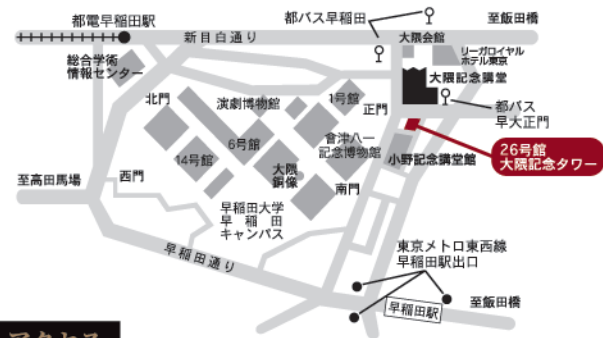 都電早稲田駅
都バス早稲田
至飯田橋
新目白通り
大隈会館
総合学術
情報センター
リーガロイヤル
ホテル東京
大隈記念講堂
北門
演劇博物館
1号館
正門
都バス
早大正門
6号館
會津八一
記念博物館
14号館
小野記念講堂館
26号館
大隈記念タワー
大隈
銅像
至高田馬場
西門
南門
早稲田大学
早稲田
キャンパス
早稲田通り
東京メトロ東西線
早稲田駅出口
早稲田駅
至飯田橋
アクセス